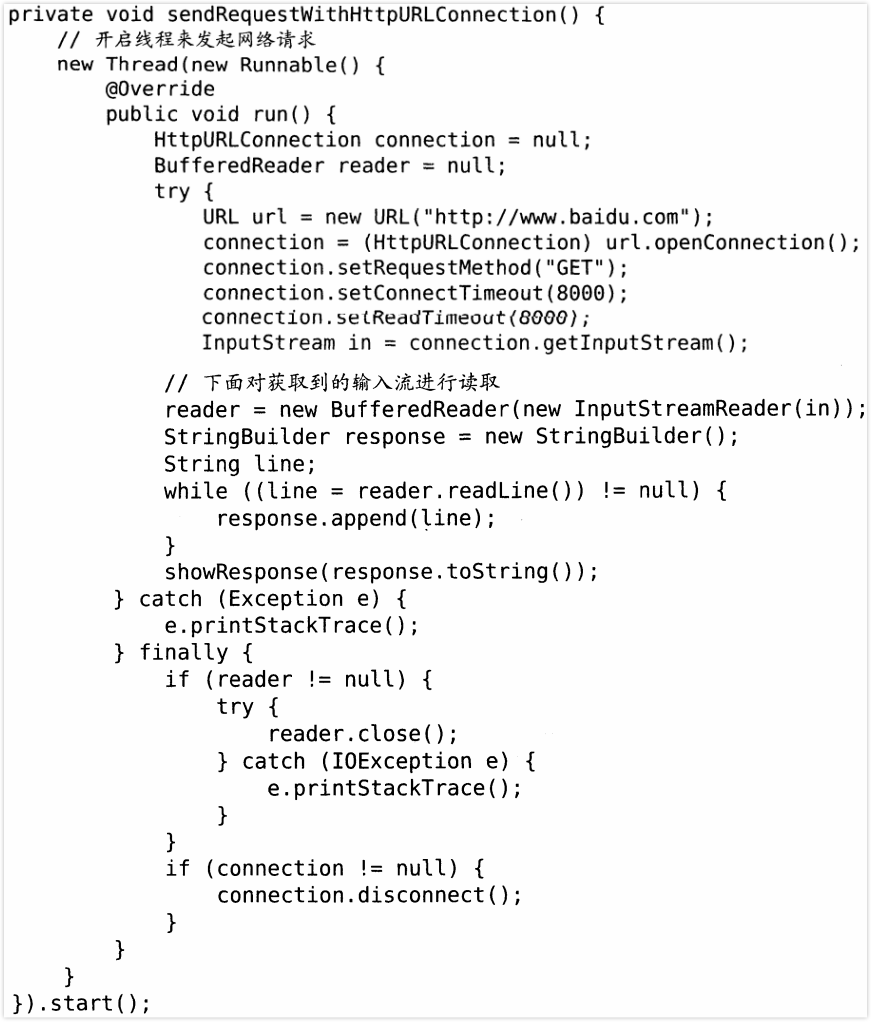 private void sendRequestWithHttpURLConnection() {
    // 开启线程来发起网络请求
    new Thread(new Runnable() {
        @Override
        public void run() {
            HttpURLConnection connection = null;
            BufferedReader reader = null;
            try {
                URL url = new URL("http://www.baidu.com");
                connection = (HttpURLConnection) url.openConnection();
                connection.setRequestMethod("GET");
                connection.setConnectTimeout(8000);
                connection.setReadTimeout(8000);
                InputStream in = connection.getInputStream();
            // 下面对获取到的输入流进行读取
            reader = new BufferedReader(new InputStreamReader(in));
            StringBuilder response = new StringBuilder();
            String line;
            while ((line = reader.readLine()) != null) {
                response.append(line);
            }
            showResponse(response.toString());
        } catch (Exception e) {
            e.printStackTrace();
        } finally {
            if (reader != null) {
                try {
                    reader.close();
                } catch (IOException e) {
                    e.printStackTrace();
                }
            }
            if (connection != null) {
                connection.disconnect();
            }
        }
    }
}).start();